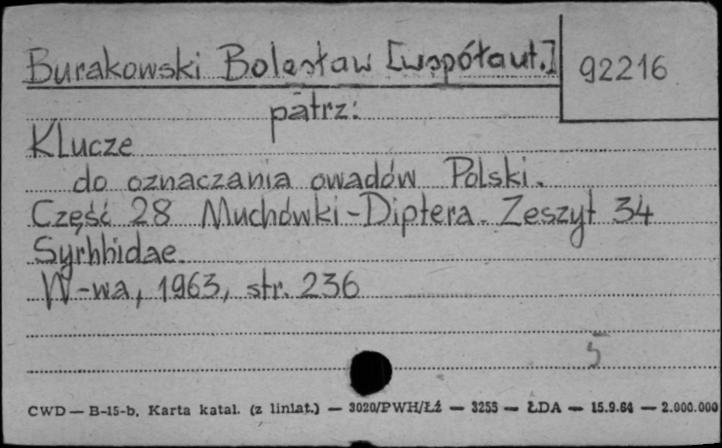 Burakowski Bolesław [współaut.]
92216
patrz:
Klucze
do oznaczania owadów Polski.
Część 28 Muchówki-Diptera. Zeszyt 34
Syrhhidae.
W-wa, 1963, str. 236
5
CWD — B-15-b. Karta katal. (z liniat.) — 3020/PWH/Łź — 3255 — ŁDA — 15.9.64 — 2.000.000